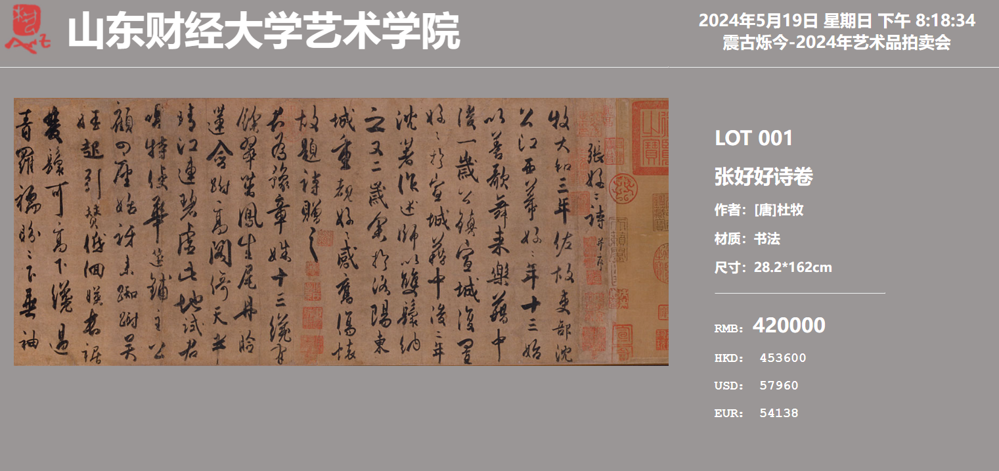 山东财经大学艺术学院
2024年5月19日 星期日 下午 8:18:34
震古烁今-2024年艺术品拍卖会
張好〻詩 并序
牧大和三年佐故吏部沈
公江西幕好〻年十三始
以善歌舞來樂籍中
後一歲公鎮宣城復置
好〻於宣城籍中後二年
沈著作述師以雙鬟納
之又二歲余於洛陽東
城重覩好〻感舊傷懷
故題詩贈之
君為豫章姝十三纔有
餘翠茁鳳生尾丹臉
蓮含跗高閣倚天半
晴江連碧虛此地試君
唱特使華筵鋪主公
顧四座始訝來踟躕吳
娃起引贊低徊映長裾
雙鬟可高下纔過
青羅襦盼〻下垂袖
LOT 001
张好好诗卷
作者：[唐]杜牧
材质：书法
尺寸：28.2*162cm
RMB：420000
HKD： 453600
USD： 57960
EUR： 54138